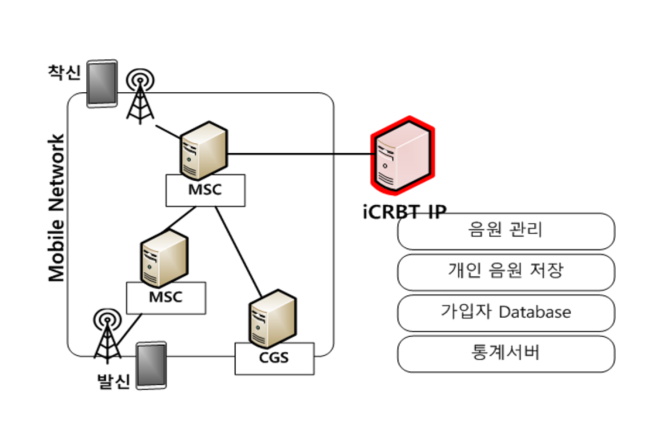 착신
Mobile Network
MSC
iCRBT IP
음원 관리
개인 음원 저장
MSC
가입자 Database
CGS
통계서버
발신